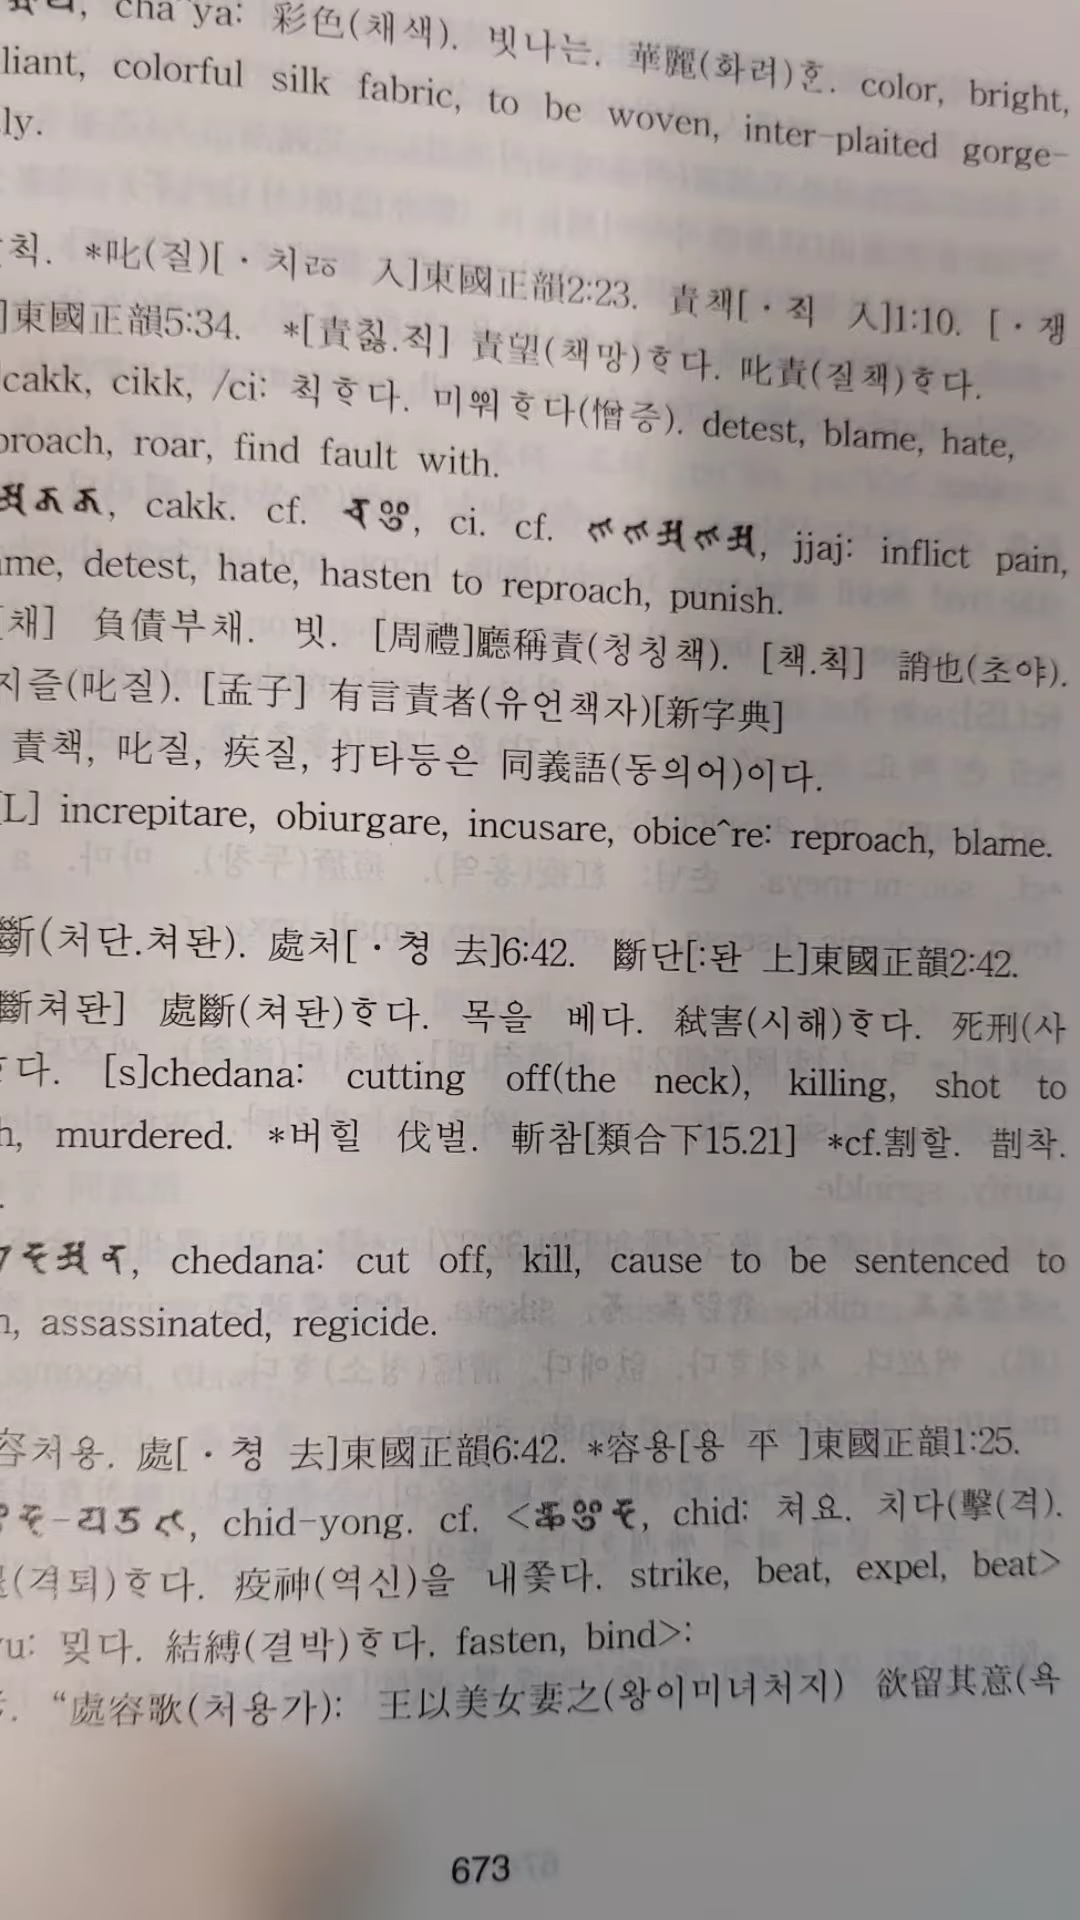 cha^ya: 彩色(채색). 빗나는. 華麗(화려)ᄒᆞᆫ. color, bright,
liant, colorful silk fabric, to be woven, inter-plaited gorge-
ly.
척. *叱(질)[・치ㅭ 入]東國正韻2:23. 責책[・ᄌᆡᆨ 入]1:10. [・쟁
]東國正韻5:34. *[責칧.직] 責望(책망)ᄒᆞ다. 叱責(질책)ᄒᆞ다.
cakk, cikk, /ci: 척ᄒᆞ다. 미워ᄒᆞ다(憎증). detest, blame, hate,
proach, roar, find fault with.
cakk. cf. ci. cf. jjaj: inflict pain,
me, detest, hate, hasten to reproach, punish.
[채] 負債부채. 빗. [周禮]廳稱責(청칭책). [책.척] 誚也(초야).
지즐(叱질). [孟子] 有言責者(유언책자)[新字典]
責책, 叱질, 疾질, 打타등은 同義語(동의어)이다.
[L] increpitare, obiurgare, incusare, obice^re: reproach, blame.
斷(처단.쳐돤). 處처[・쳥 去]6:42. 斷단[:돤 上]東國正韻2:42.
斷쳐돤] 處斷(쳐돤)ᄒᆞ다. 목을 베다. 弑害(시해)ᄒᆞ다. 死刑(사
다. [s]chedana: cutting off(the neck), killing, shot to
h, murdered. *버힐 伐벌. 斬참[類合下15.21] *cf.割할. 착.
chedana: cut off, kill, cause to be sentenced to
h, assassinated, regicide.
容처용. 處[・쳥 去]東國正韻6:42. *容용[용 平 ]東國正韻1:25.
chid-yong. cf. < chid: 쳐요. 치다(擊(격).
(격퇴)ᄒᆞ다. 疫神(역신)을 내쫓다. strike, beat, expel, beat>
yu: 밎다. 結縛(결박)ᄒᆞ다. fasten, bind>:
. "處容歌(처용가): 王以美女妻之(왕이미녀처지) 欲留其意(욕
673